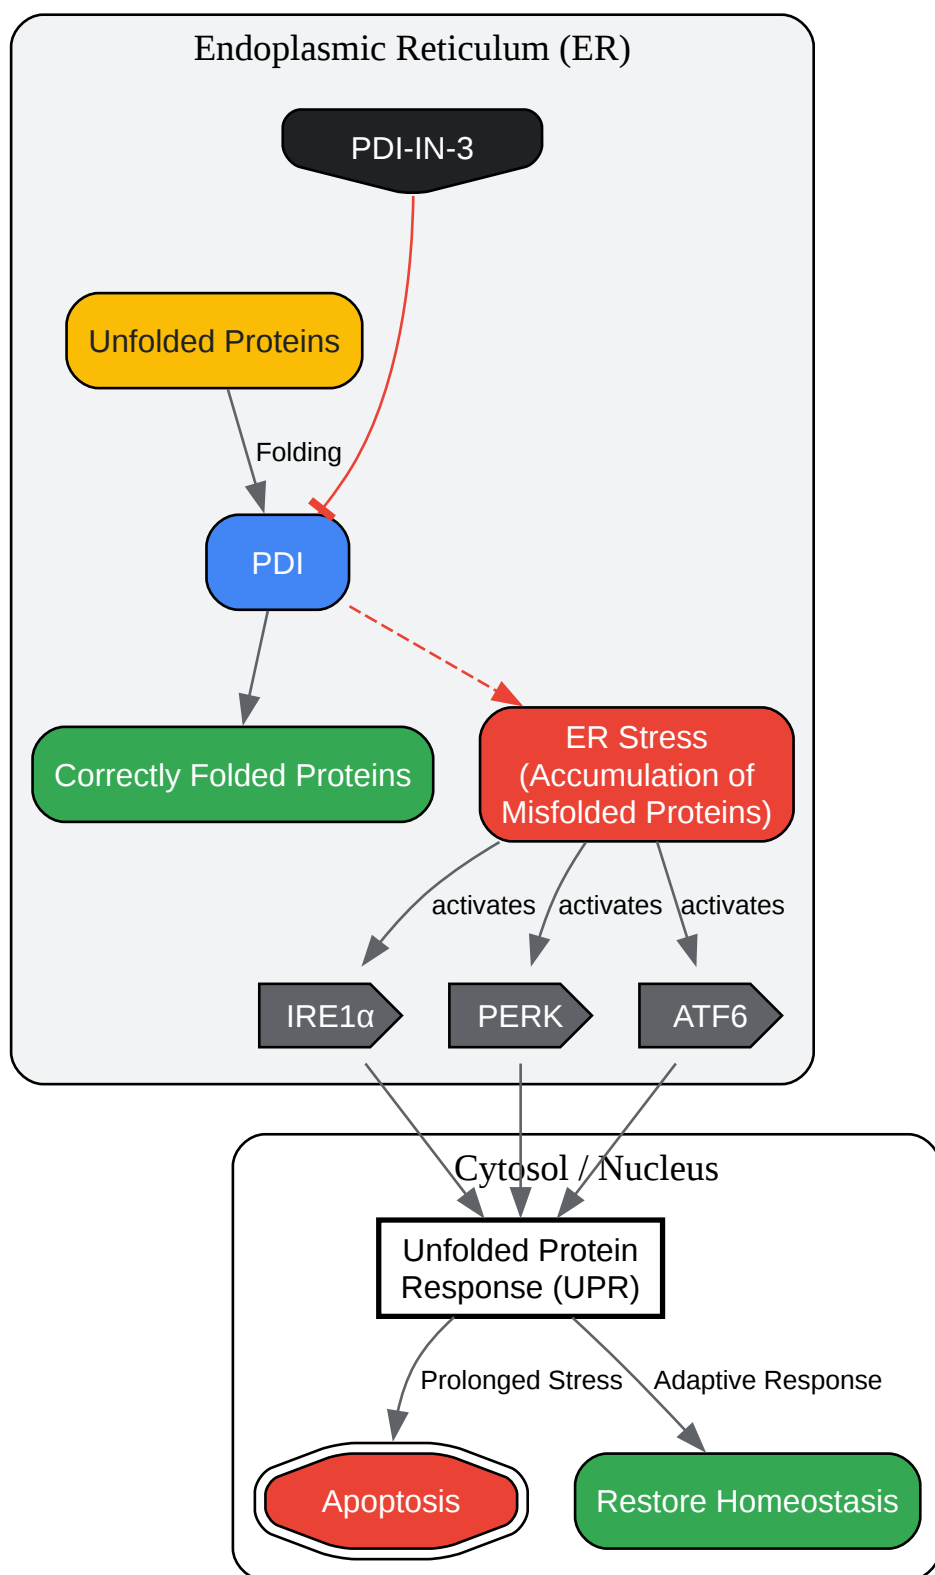 Endoplasmic Reticulum (ER)
PDI-IN-3
Unfolded Proteins
Folding
PDI
Correctly Folded Proteins
ER Stress
(Accumulation of
Misfolded Proteins)
activates
activates
activates
IRE1α
PERK
ATF6
Cytosol / Nucleus
Unfolded Protein
Response (UPR)
Prolonged Stress
Adaptive Response
Apoptosis
Restore Homeostasis